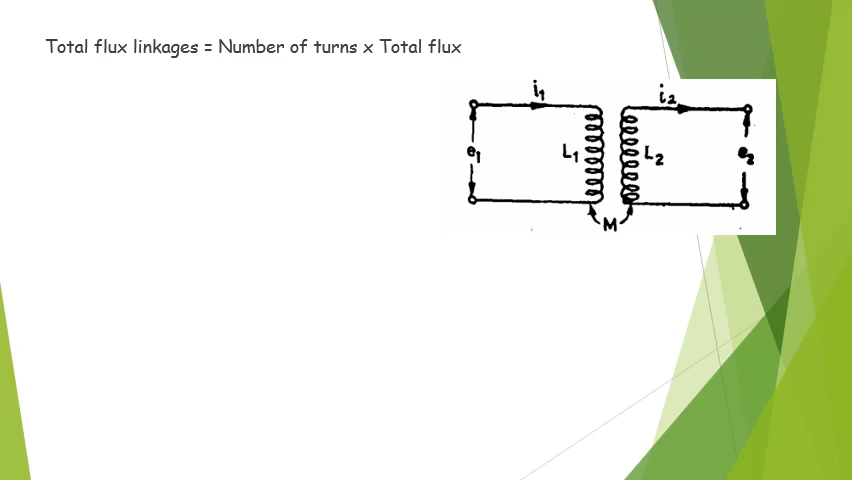 Total flux linkages = Number of turns x Total flux
i1 i2
e1 L1 L2 e2
M